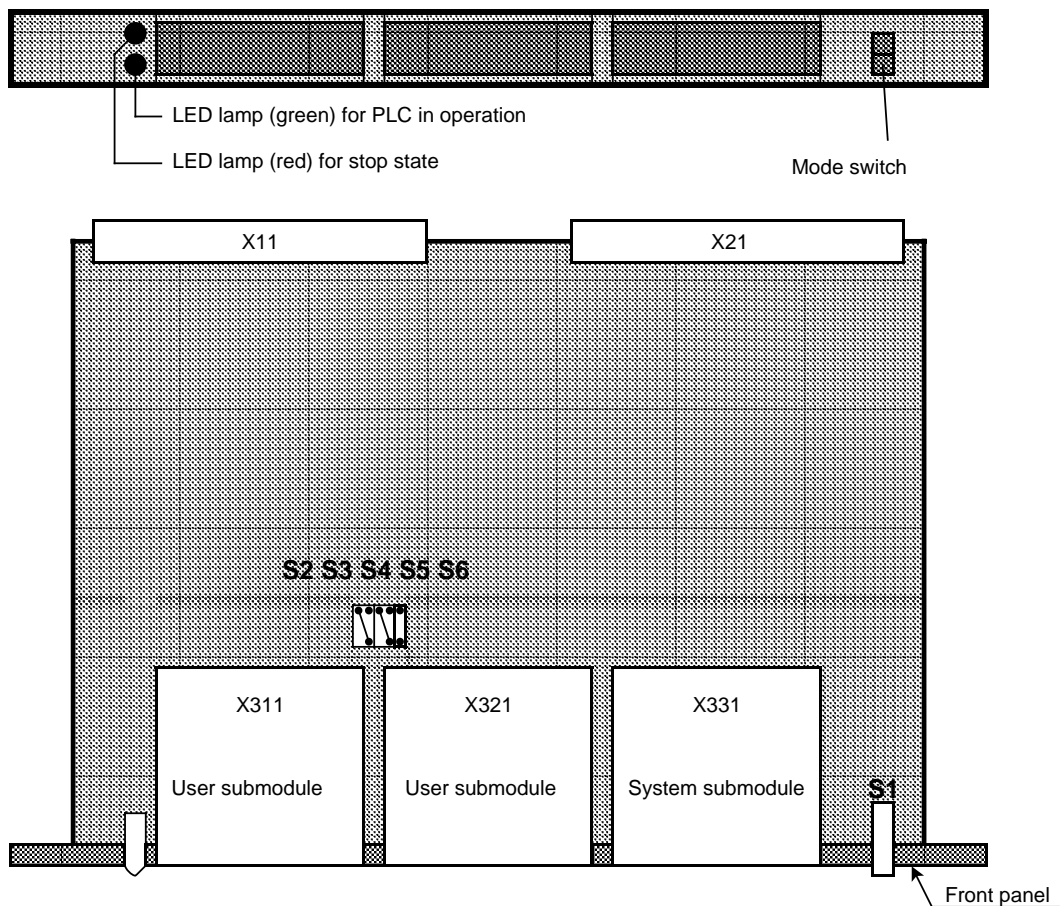 LED lamp (green) for PLC in operation
LED lamp (red) for stop state
Mode switch
X11 X21
S2 S3 S4 S5 S6
X311 X321 X331
User submodule User submodule System submodule
S1
Front panel